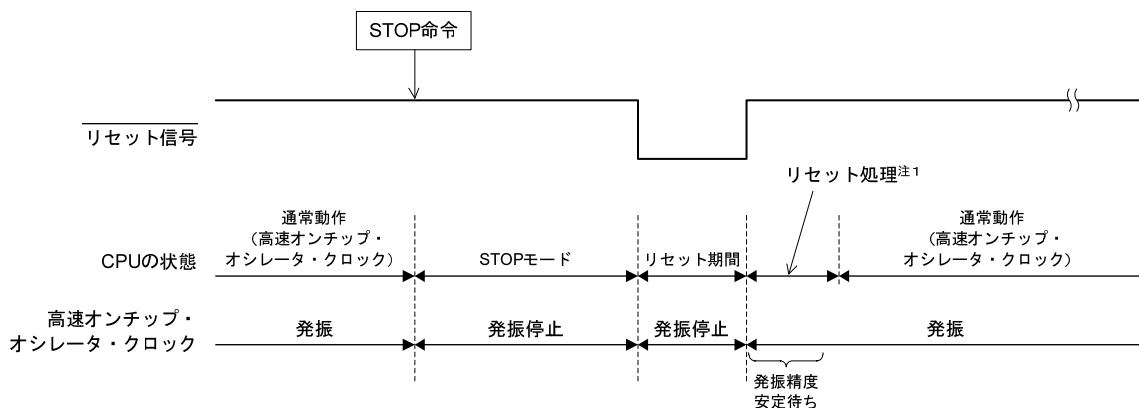 STOP命令
リセット信号
リセット処理注1
通常動作
（高速オンチップ・
オシレータ・クロック）
通常動作
（高速オンチップ・
オシレータ・クロック）
CPUの状態
STOPモード
リセット期間
高速オンチップ・
オシレータ・クロック
発振
発振停止
発振停止
発振
発振精度
安定待ち